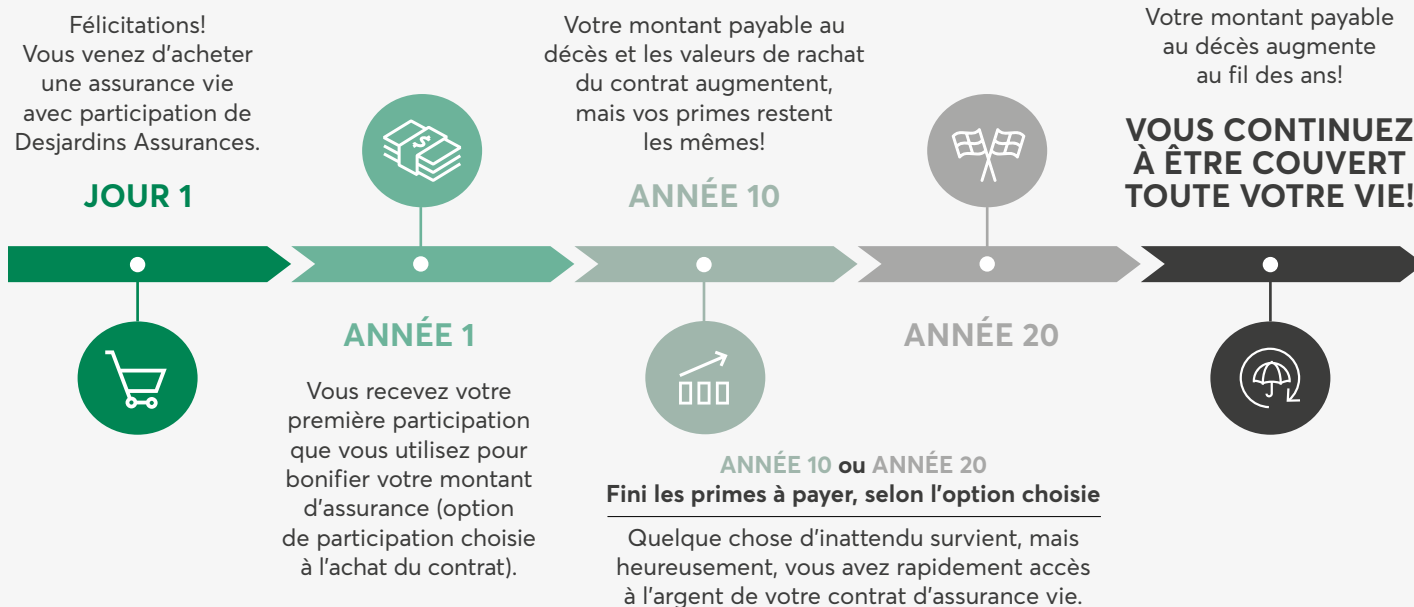 Félicitations!
Vous venez d'acheter
une assurance vie
avec participation de
Desjardins Assurances.
JOUR 1
ANNÉE 1
Vous recevez votre
première participation
que vous utilisez pour
bonifier votre montant
d'assurance (option
de participation choisie
à l'achat du contrat).
Votre montant payable au
décès et les valeurs de rachat
du contrat augmentent,
mais vos primes restent
les mêmes!
ANNÉE 10
ANNÉE 20
ANNÉE 10 ou ANNÉE 20
Fini les primes à payer, selon l'option choisie
Quelque chose d'inattendu survient, mais
heureusement, vous avez rapidement accès
à l'argent de votre contrat d'assurance vie.
Votre montant payable
au décès augmente
au fil des ans!
VOUS CONTINUEZ
À ÊTRE COUVERT
TOUTE VOTRE VIE!